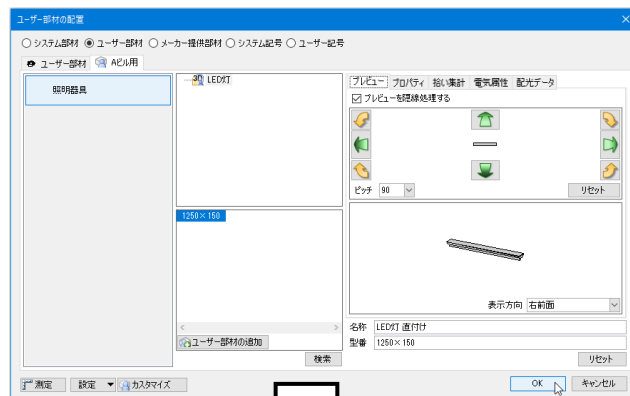 ユーザー部材の配置
システム部材 ユーザー部材 メーカー提供部材 システム記号 ユーザー記号
ユーザー部材 Aビル用
照明器具
3D LED灯
1250×150
ユーザー部材の追加
検索
プレビュー プロパティ 拾い集計 電気属性 配光データ
プレビューを隠線処理する
ピッチ 90 リセット
表示方向 右前面
名称 LED灯 直付け
型番 1250×150
リセット
測定 設定 カスタマイズ OK キャンセル